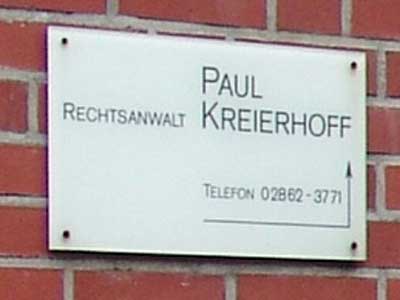 PAUL
RECHTSANWALT KREIERHOFF
TELEFON 02862-3771